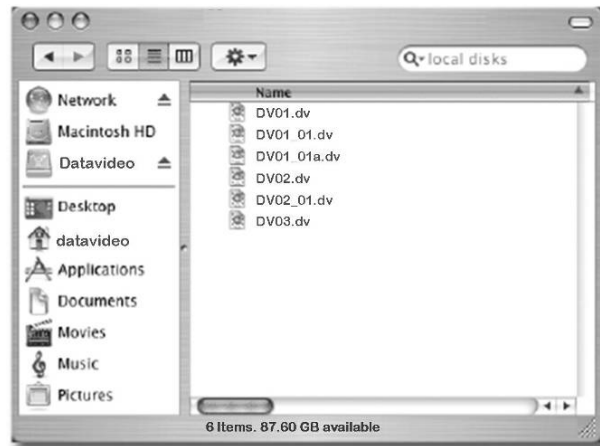 local disks
Name
Network
Macintosh HD
Datavideo
Desktop
datavideo
Applications
Documents
Movies
Music
Pictures
DV01.dv
DV01_01.dv
DV01_01a.dv
DV02.dv
DV02_01.dv
DV03.dv
6 Items. 87.60 GB available